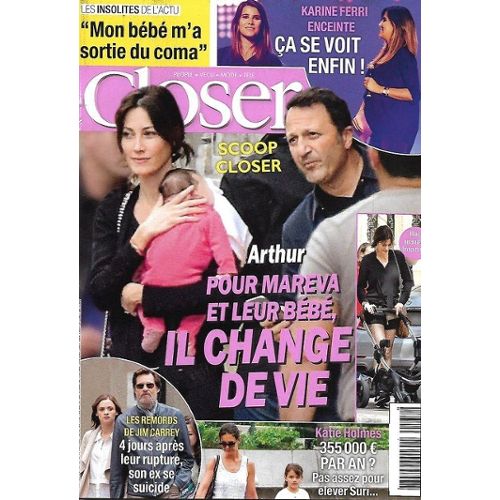 LES INSOLITES DE L'ACTU
"Mon bébé m'a
sortie du coma"
KARINE FERRI
ENCEINTE
ÇA SE VOIT
ENFIN !
PEOPLE • VÉCU • MODE • TÉLÉ
Closer
SCOOP
CLOSER
Arthur
POUR MAREVA
ET LEUR BÉBÉ,
IL CHANGE
DE VIE
LES REMORDS
DE JIM CARREY
4 jours après
leur rupture,
son ex se
suicide
Katie Holmes
355 000 €
PAR AN ?
Pas assez pour
élever Suri...